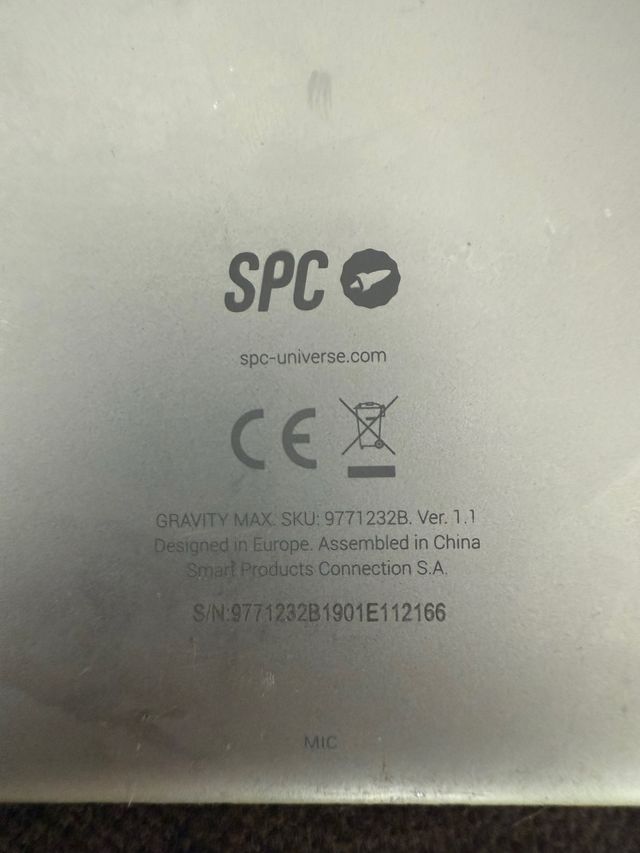 SPC
spc-universe.com
CE
GRAVITY MAX. SKU: 9771232B. Ver. 1.1
Designed in Europe. Assembled in China
Smart Products Connection S.A.
S/N:9771232B1901E112166
MIC